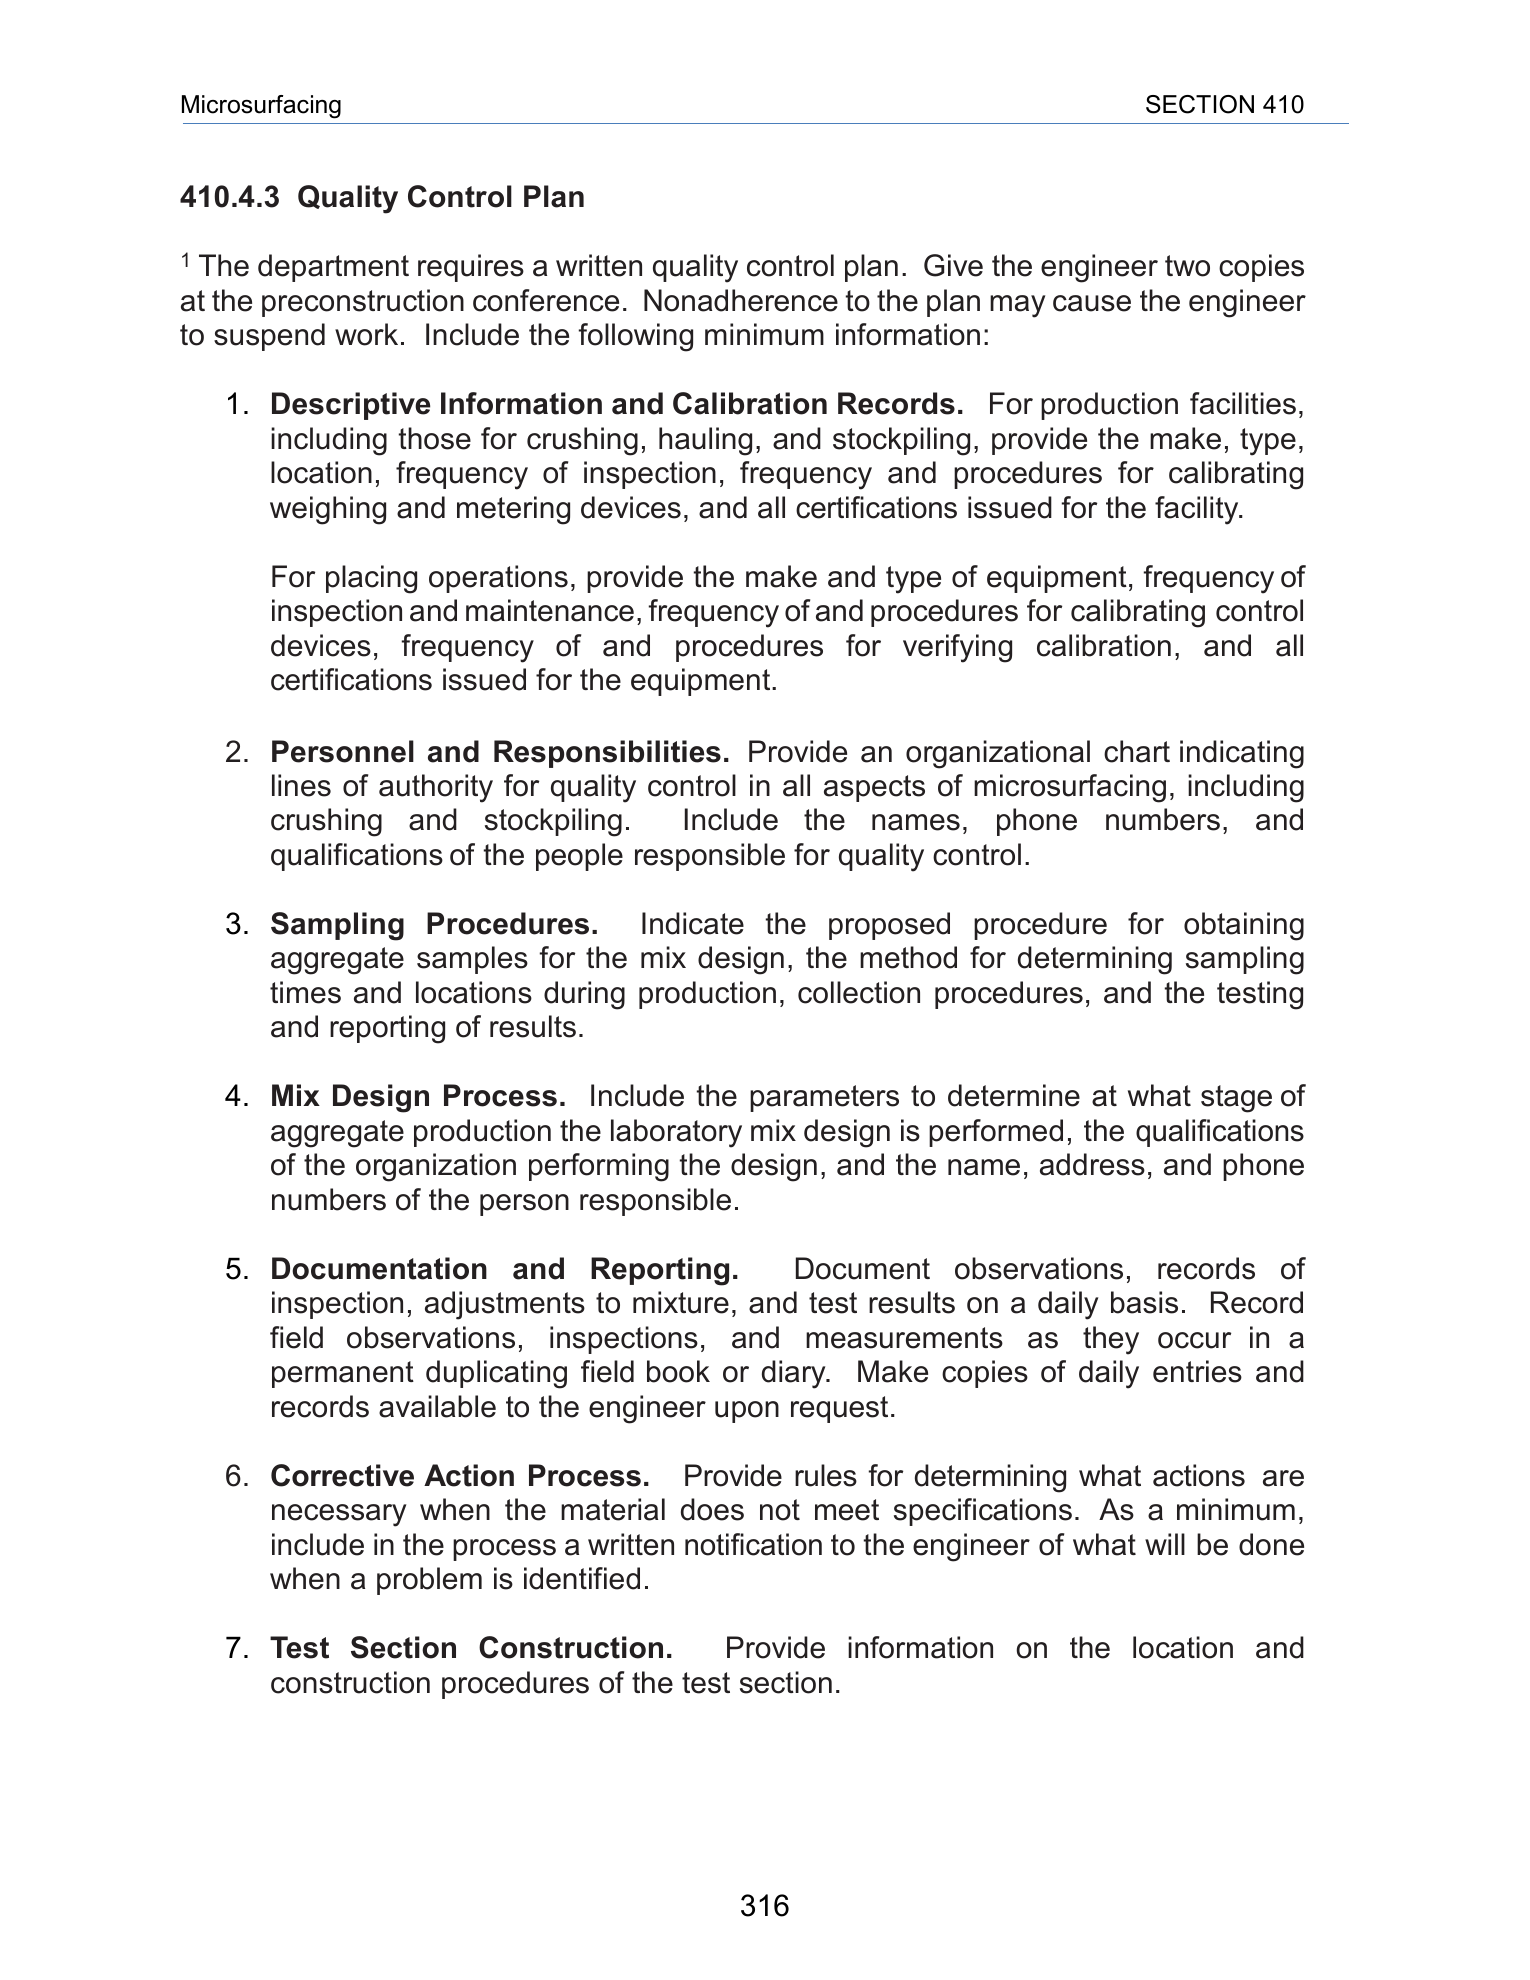 Microsurfacing SECTION 410
410.4.3 Quality Control Plan
1 The department requires a written quality control plan. Give the engineer two copies
at the preconstruction conference. Nonadherence to the plan may cause the engineer
to suspend work. Include the following minimum information:
1. Descriptive Information and Calibration Records. For production facilities,
including those for crushing, hauling, and stockpiling, provide the make, type,
location, frequency of inspection, frequency and procedures for calibrating
weighing and metering devices, and all certifications issued for the facility.
For placing operations, provide the make and type of equipment, frequency of
inspection and maintenance, frequency of and procedures for calibrating control
devices, frequency of and procedures for verifying calibration, and all
certifications issued for the equipment.
2. Personnel and Responsibilities. Provide an organizational chart indicating
lines of authority for quality control in all aspects of microsurfacing, including
crushing and stockpiling. Include the names, phone numbers, and
qualifications of the people responsible for quality control.
3. Sampling Procedures. Indicate the proposed procedure for obtaining
aggregate samples for the mix design, the method for determining sampling
times and locations during production, collection procedures, and the testing
and reporting of results.
4. Mix Design Process. Include the parameters to determine at what stage of
aggregate production the laboratory mix design is performed, the qualifications
of the organization performing the design, and the name, address, and phone
numbers of the person responsible.
5. Documentation and Reporting. Document observations, records of
inspection, adjustments to mixture, and test results on a daily basis. Record
field observations, inspections, and measurements as they occur in a
permanent duplicating field book or diary. Make copies of daily entries and
records available to the engineer upon request.
6. Corrective Action Process. Provide rules for determining what actions are
necessary when the material does not meet specifications. As a minimum,
include in the process a written notification to the engineer of what will be done
when a problem is identified.
7. Test Section Construction. Provide information on the location and
construction procedures of the test section.
316